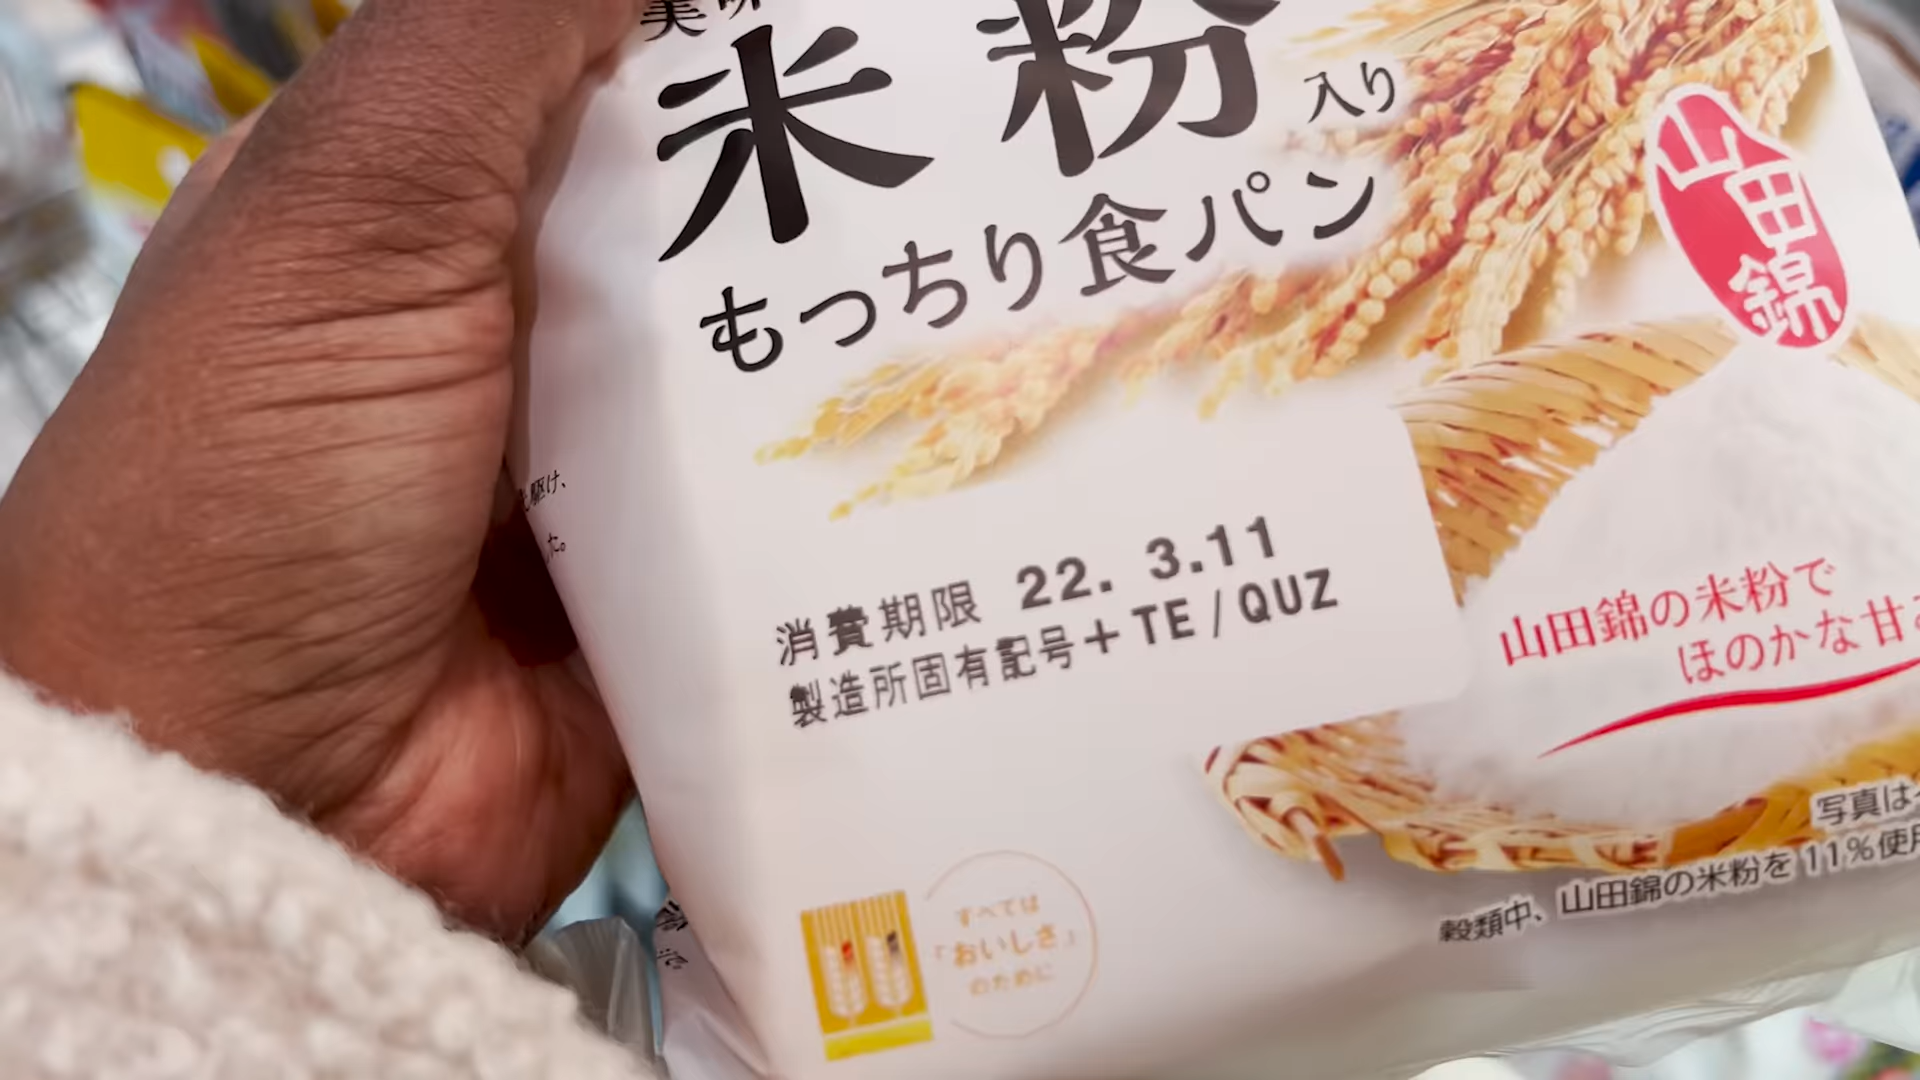 米粉入り
もっちり食パン
山田錦
消費期限 22. 3.11
製造所固有記号+TE/QUZ
山田錦の米粉で
ほのかな甘
すべては
「おいしさ」
のために
写真は
穀類中、山田錦の米粉を11%使用
駆け、
た。